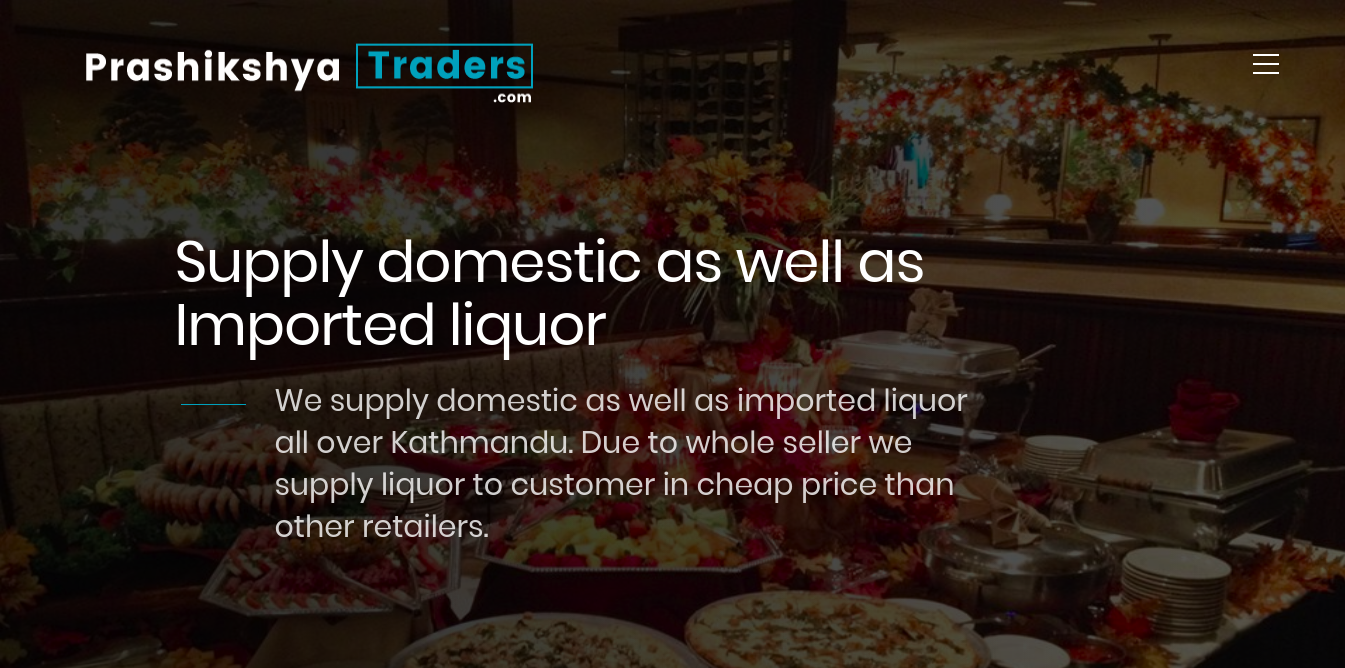 Prashikshya Traders
.com
Supply domestic as well as
Imported liquor
We supply domestic as well as imported liquor
all over Kathmandu. Due to whole seller we
supply liquor to customer in cheap price than
other retailers.